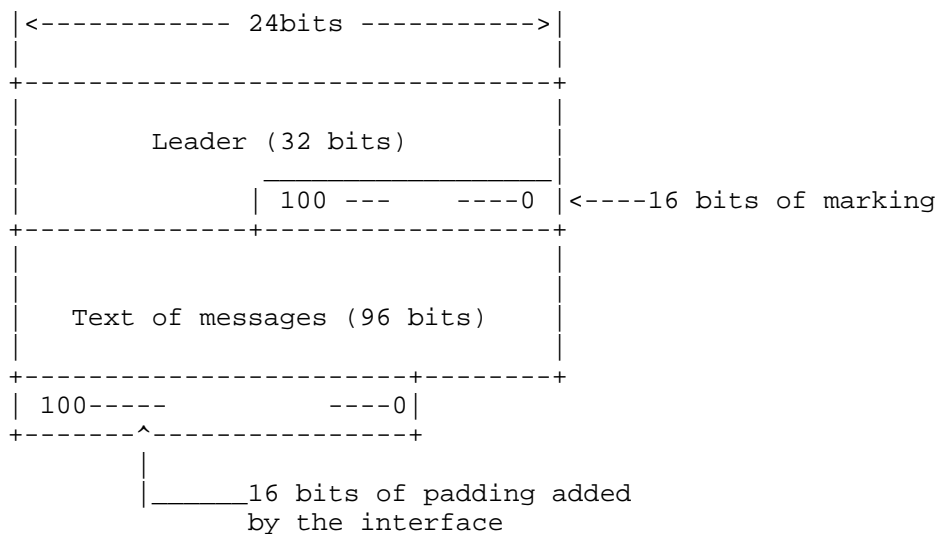 |<------------ 24bits ----------->|
Leader (32 bits)
| 100 ---    ----0 |<----16 bits of marking
Text of messages (96 bits)
| 100-----          ----0|
|______16 bits of padding added
by the interface